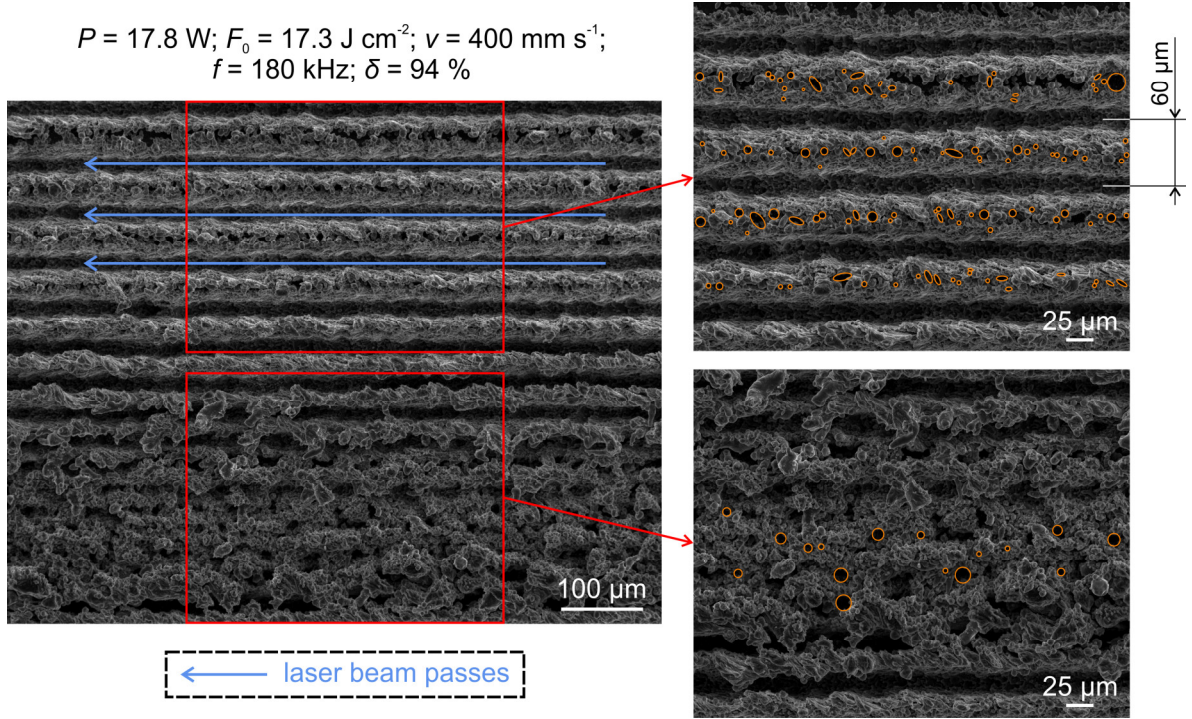 P = 17.8 W; F₀ = 17.3 J cm⁻²; v = 400 mm s⁻¹;
f = 180 kHz; δ = 94 %
60 µm
25 µm
100 µm
25 µm
laser beam passes